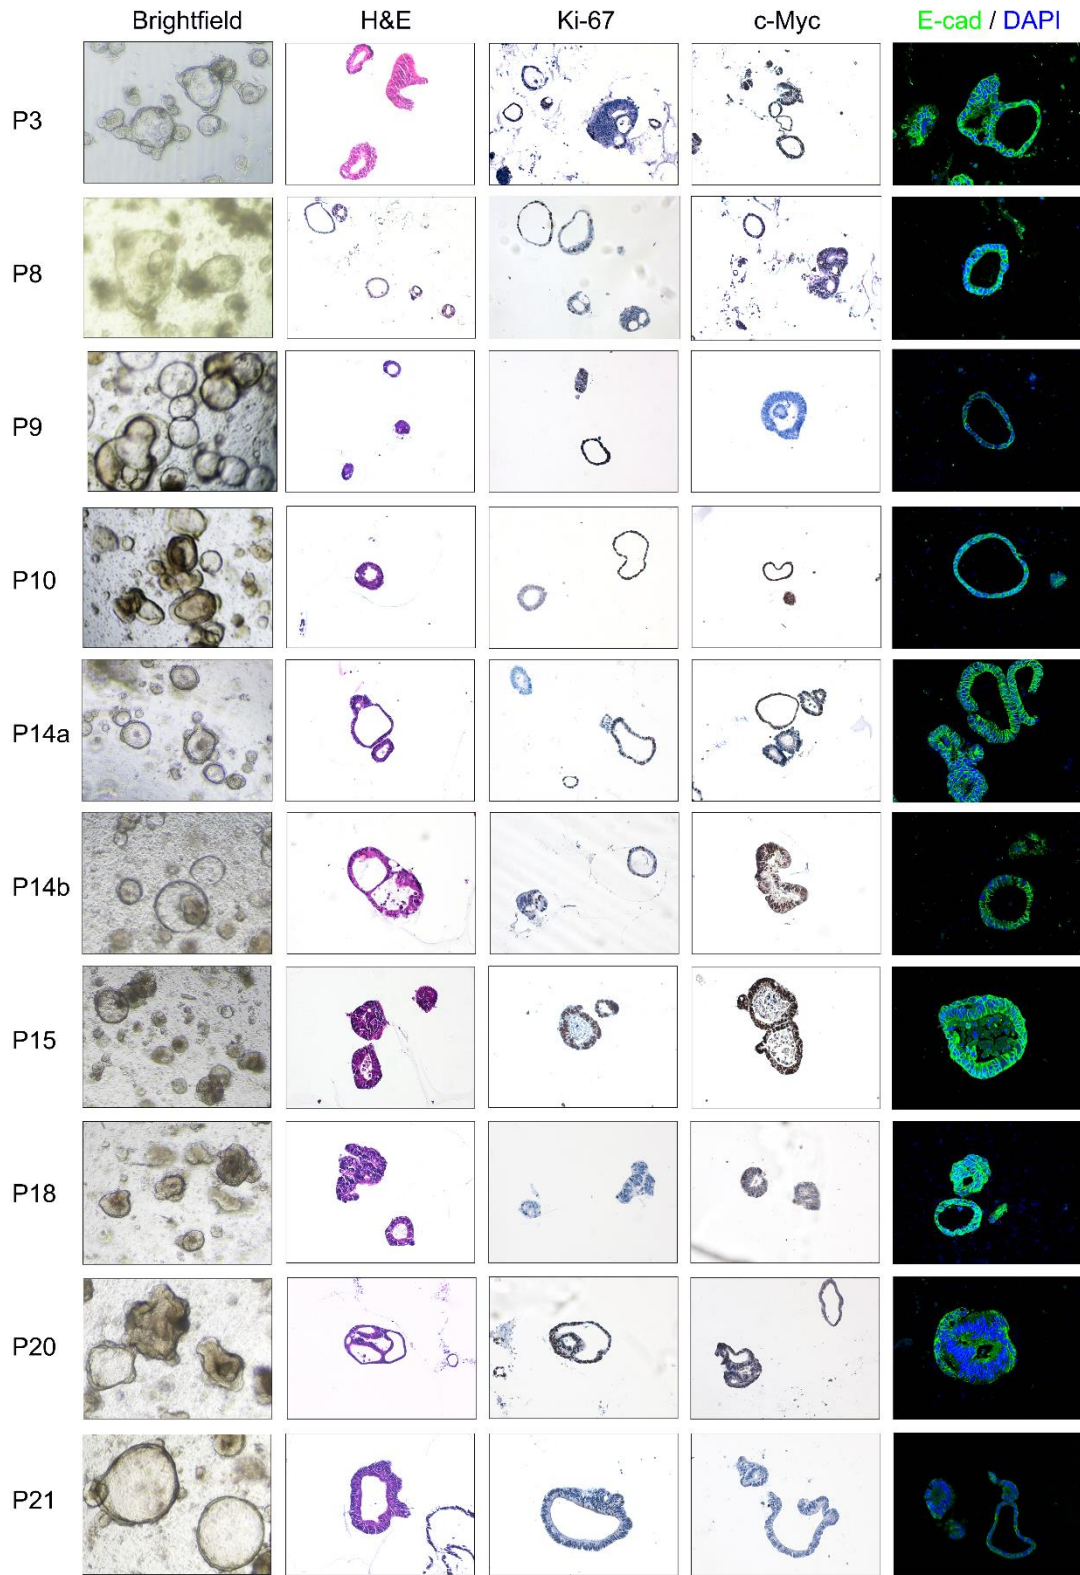 Brightfield H&E Ki-67 c-Myc E-cad / DAPI
P3
P8
P9
P10
P14a
P14b
P15
P18
P20
P21